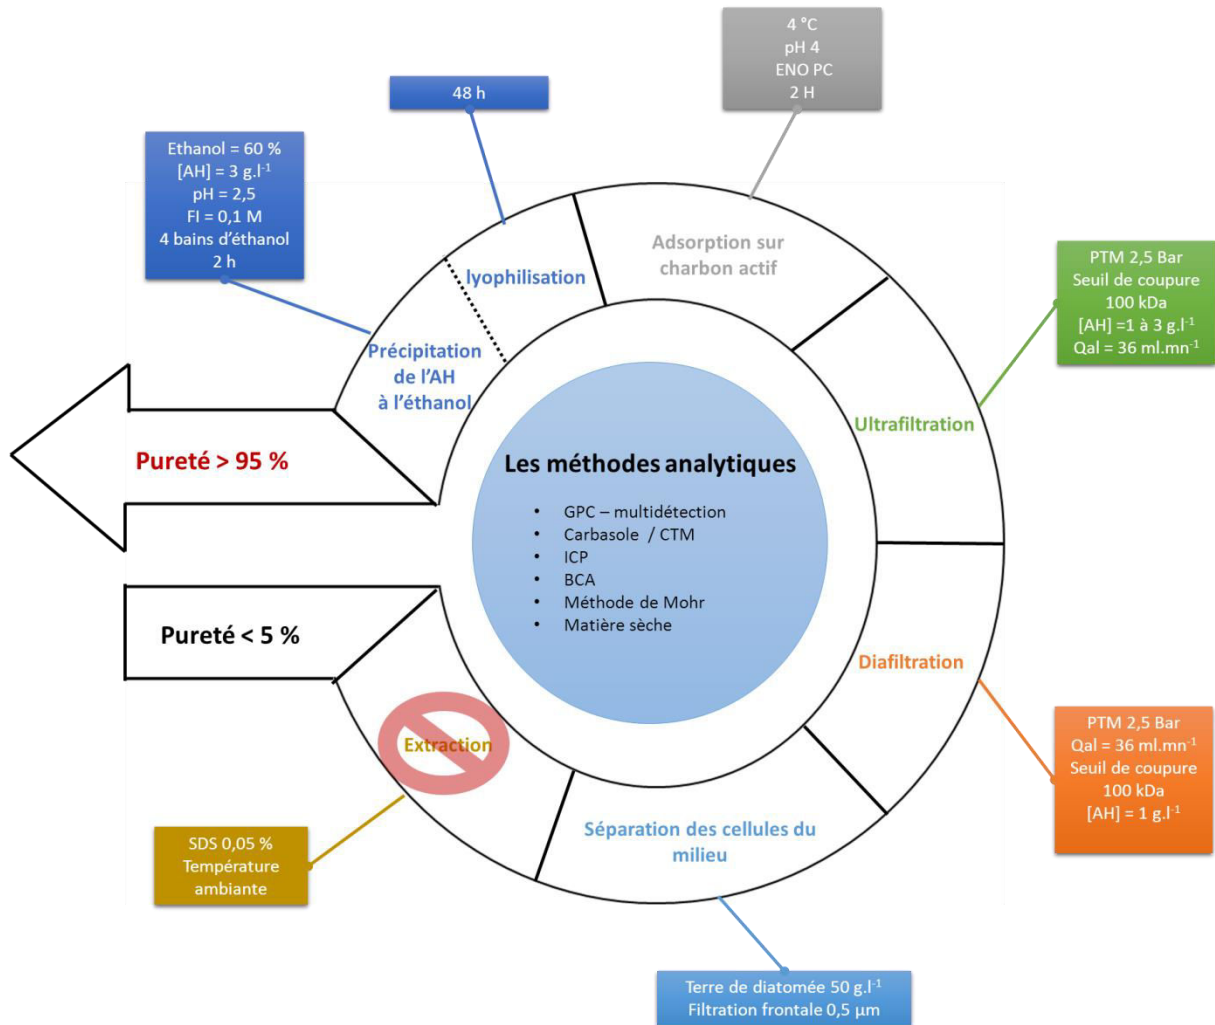 4 °C
pH 4
ENO PC
2 H
48 h
Ethanol = 60 %
[AH] = 3 g.l⁻¹
pH = 2,5
FI = 0,1 M
4 bains d’éthanol
2 h
Adsorption sur
charbon actif
lyophilisation
PTM 2,5 Bar
Seuil de coupure
100 kDa
[AH] =1 à 3 g.l⁻¹
Qal = 36 ml.mn⁻¹
Précipitation
de l’AH
à l’éthanol
Ultrafiltration
Pureté > 95 %
Les méthodes analytiques
• GPC – multidétection
• Carbasole / CTM
• ICP
• BCA
• Méthode de Mohr
• Matière sèche
Pureté < 5 %
Diafiltration
PTM 2,5 Bar
Qal = 36 ml.mn⁻¹
Seuil de coupure
100 kDa
[AH] = 1 g.l⁻¹
Extraction
Séparation des cellules du
milieu
SDS 0,05 %
Température
ambiante
Terre de diatomée 50 g.l⁻¹
Filtration frontale 0,5 µm